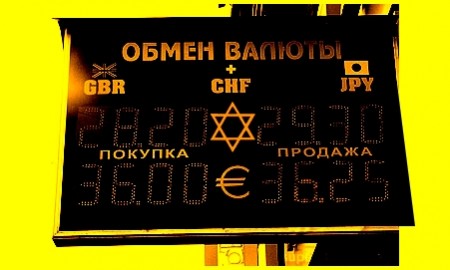 ОБМЕН ВАЛЮТЫ
GBR + CHF JPY
28.20 29.30
ПОКУПКА ПРОДАЖА
36.00 € 36.25